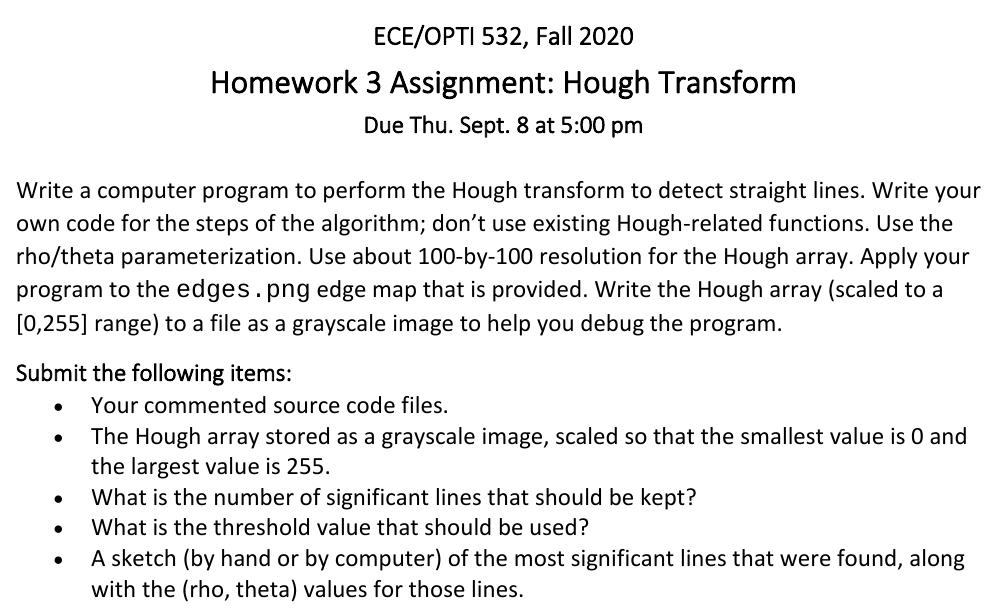 ECE/OPTI 532, Fall 2020
Homework 3 Assignment: Hough Transform
Due Thu. Sept. 8 at 5:00 pm
Write a computer program to perform the Hough transform to detect straight lines. Write your
own code for the steps of the algorithm; don’t use existing Hough-related functions. Use the
rho/theta parameterization. Use about 100-by-100 resolution for the Hough array. Apply your
program to the edges.png edge map that is provided. Write the Hough array (scaled to a
[0,255] range) to a file as a grayscale image to help you debug the program.
Submit the following items:
• Your commented source code files.
• The Hough array stored as a grayscale image, scaled so that the smallest value is 0 and
the largest value is 255.
• What is the number of significant lines that should be kept?
• What is the threshold value that should be used?
• A sketch (by hand or by computer) of the most significant lines that were found, along
with the (rho, theta) values for those lines.